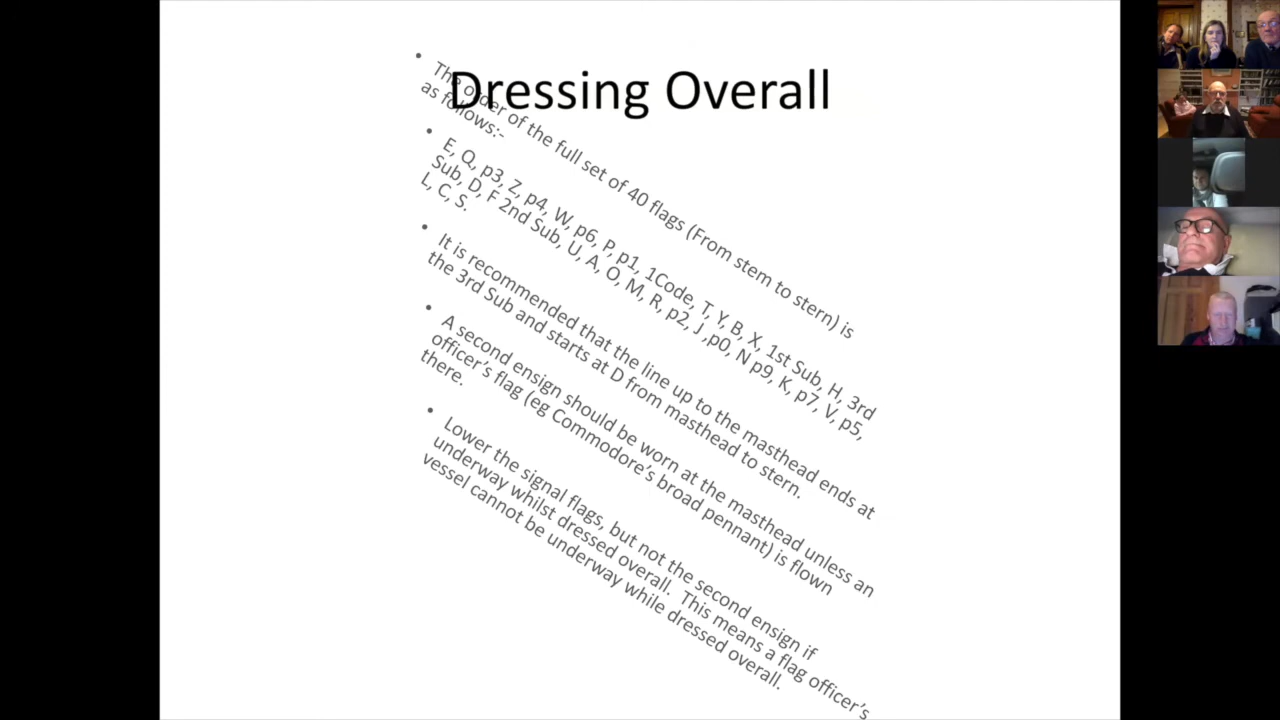 Dressing Overall
• The order of the full set of 40 flags (From stem to stern) is
as follows:-
• E, Q, p3, Z, p4, W, p6, P, p1, 1Code, T, Y, B, X, 1st Sub, H, 3rd
Sub, D, F 2nd Sub, U, A, O, M, R, p2, J ,p0, N p9, K, p7, V, p5,
L, C, S.
• It is recommended that the line up to the masthead ends at
the 3rd Sub and starts at D from masthead to stern.
• A second ensign should be worn at the masthead unless an
officer's flag (eg Commodore's broad pennant) is flown
there.
• Lower the signal flags, but not the second ensign if
underway whilst dressed overall. This means a flag officer's
vessel cannot be underway while dressed overall.